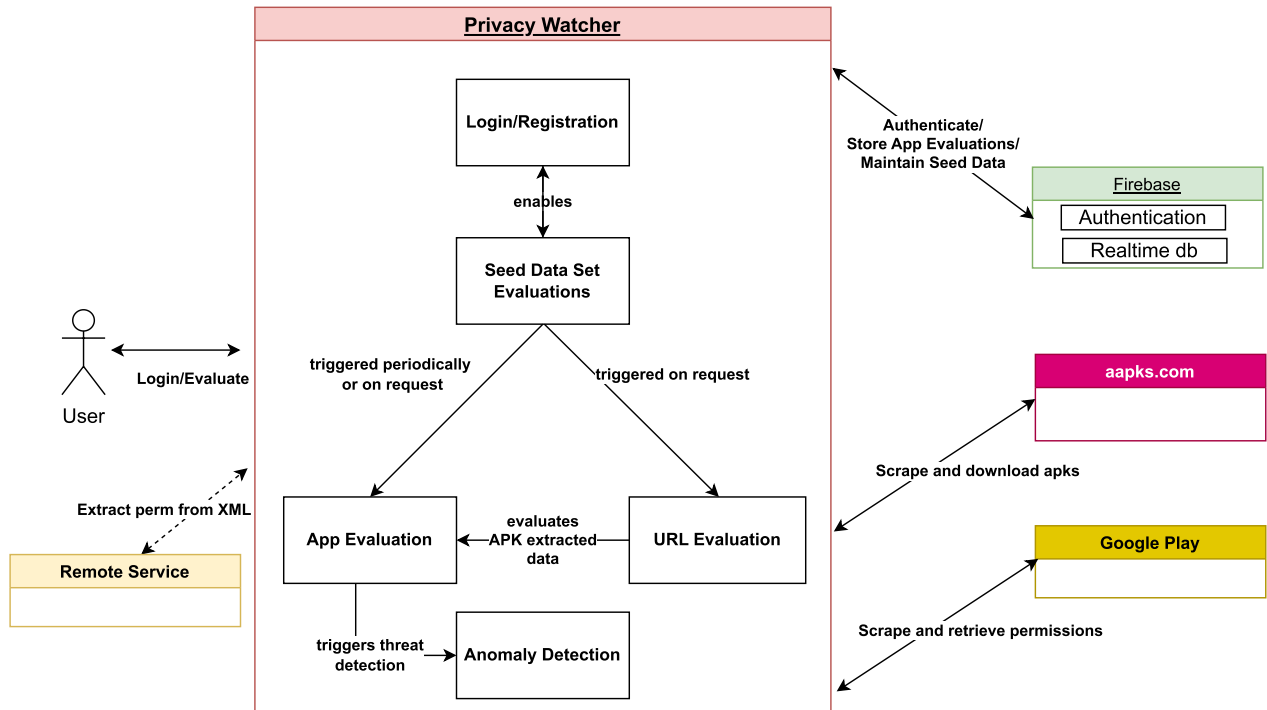 Privacy Watcher
Login/Registration
enables
Seed Data Set
Evaluations
triggered periodically
or on request
triggered on request
App Evaluation
evaluates
APK extracted
data
URL Evaluation
triggers threat
detection
Anomaly Detection
User
Login/Evaluate
Extract perm from XML
Remote Service
Authenticate/
Store App Evaluations/
Maintain Seed Data
Firebase
Authentication
Realtime db
aapks.com
Scrape and download apks
Google Play
Scrape and retrieve permissions